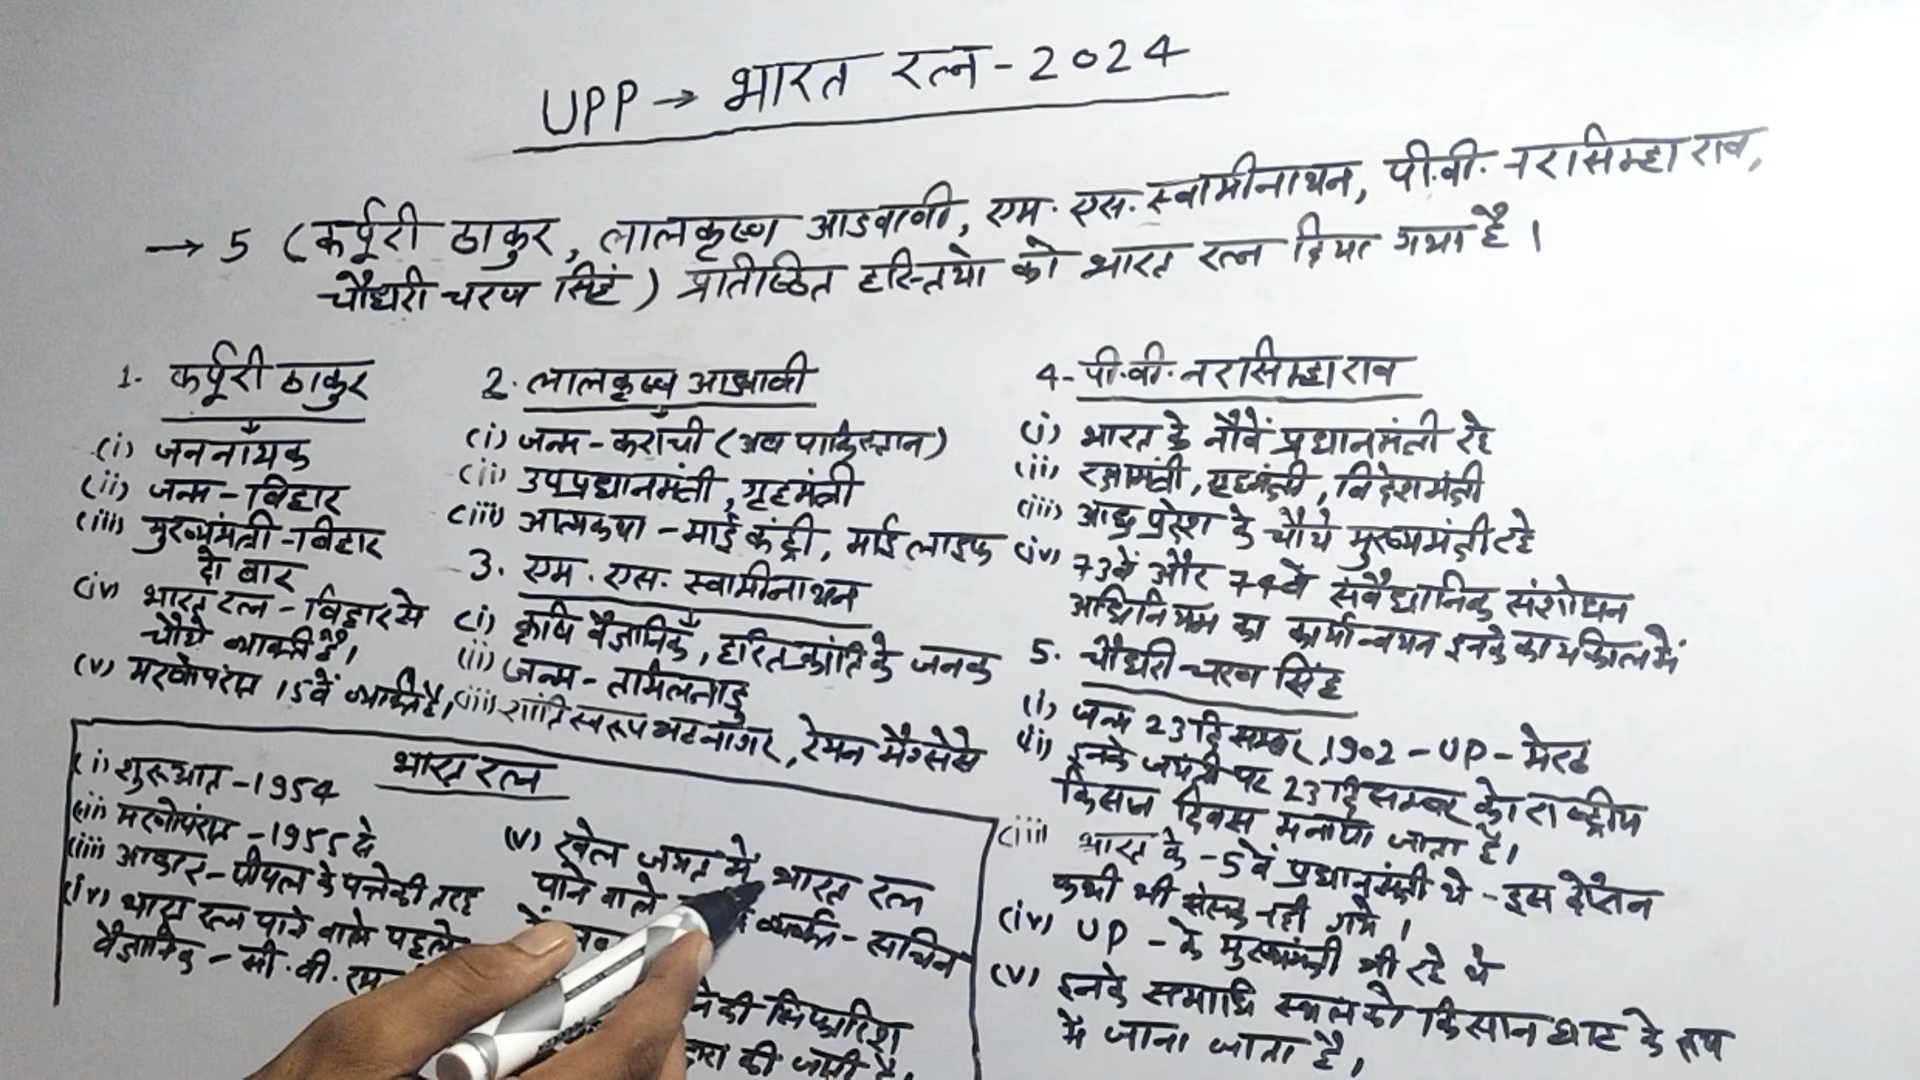 UPP → भारत रत्न - 2024
→ 5 (कर्पूरी ठाकुर, लालकृष्ण आडवाणी, एम. एस. स्वामीनाथन, पी.वी. नरसिम्हा राव,
चौधरी चरण सिंह) प्रतिष्ठित हस्तियो को भारत रत्न दिया गया है।
1. कर्पूरी ठाकुर
(i) जननायक
(ii) जन्म - बिहार
(iii) मुख्यमंत्री - बिहार
दो बार
(iv) भारत रत्न - बिहार से
चौथे व्यक्ति है।
(v) मरणोपरांत 15वें व्यक्ति है।
2. लालकृष्ण आडवाणी
(i) जन्म - कराँची (अब पाकिस्तान)
(ii) उपप्रधानमंत्री, गृहमंत्री
(iii) आत्मकथा - माई कंट्री, माई लाइफ
3. एम. एस. स्वामीनाथन
(i) कृषि वैज्ञानिक, हरित क्रांति के जनक
(ii) जन्म - तमिलनाडु
(iii) शांति स्वरूप भटनागर, रेमन मैग्सेसे
4- पी.वी. नरसिम्हा राव
(i) भारत के नौवें प्रधानमंत्री रहे
(ii) रक्षामंत्री, गृहमंत्री, विदेशमंत्री
(iii) आंध्र प्रदेश के चौथे मुख्यमंत्री रहे
(iv) 73वें और 74वें संवैधानिक संशोधन
अधिनियम का कार्यान्वयन इनके कार्यकाल में
5. चौधरी चरण सिंह
(i) जन्म 23 दिसम्बर, 1902 - UP - मेरठ
(ii) इनके जयंती पर 23 दिसम्बर को राष्ट्रीय
किसान दिवस मनाया जाता है।
(iii) भारत के - 5वें प्रधानमंत्री थे - इस दौरान
कभी भी संसद नही गये।
(iv) UP - के मुख्यमंत्री भी रहे थे
(v) इनके समाधि स्थल को किसान घाट के रूप
मे जाना जाता है।
भारत रत्न
(i) शुरूआत - 1954
(ii) मरणोपरांत - 1955 से
(iii) आकार - पीपल के पत्ते की तरह
(iv) भारत रत्न पाने वाले पहले
वैज्ञानिक - सी. वी. रम
(v) खेल जगत मे भारत रत्न
पाने वाले व्यक्ति - सचिन
की सिफारिश
द्वारा की जाती है।